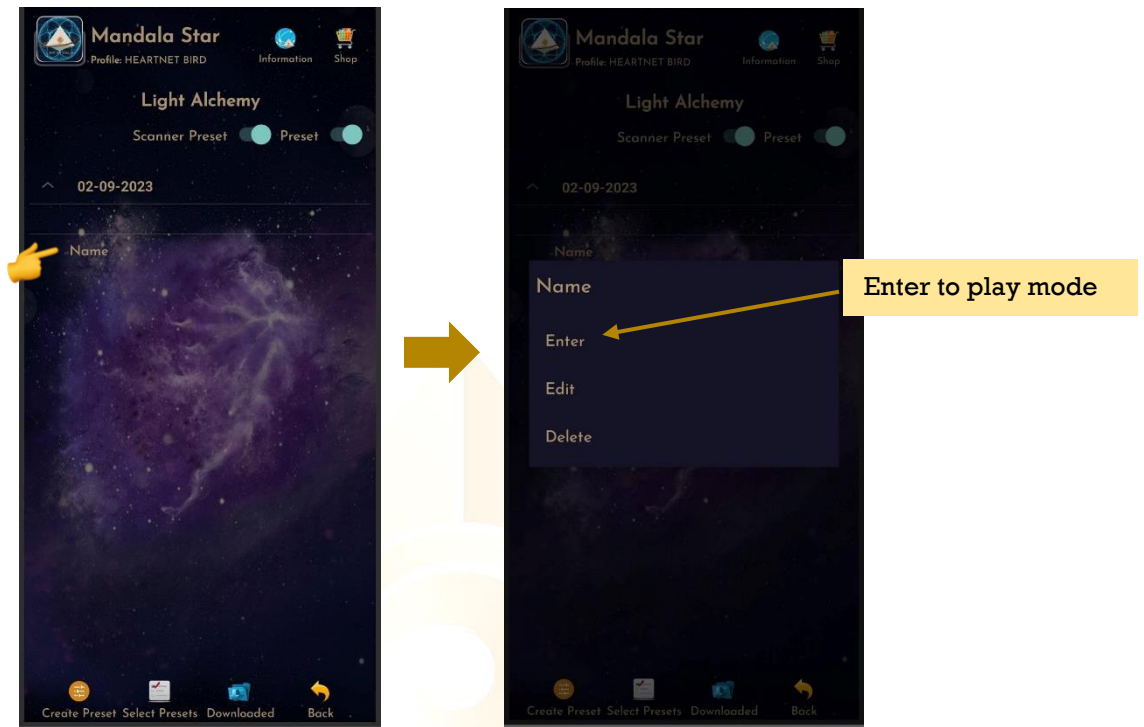 Mandala Star
Profile: HEARTNET BIRD
Information Shop
Light Alchemy
Scanner Preset Preset
02-09-2023
Name
Create Preset Select Presets Downloaded Back
Mandala Star
Profile: HEARTNET BIRD
Information Shop
Light Alchemy
Scanner Preset Preset
02-09-2023
Name
Name
Enter
Edit
Delete
Create Preset Select Presets Downloaded Back
Enter to play mode